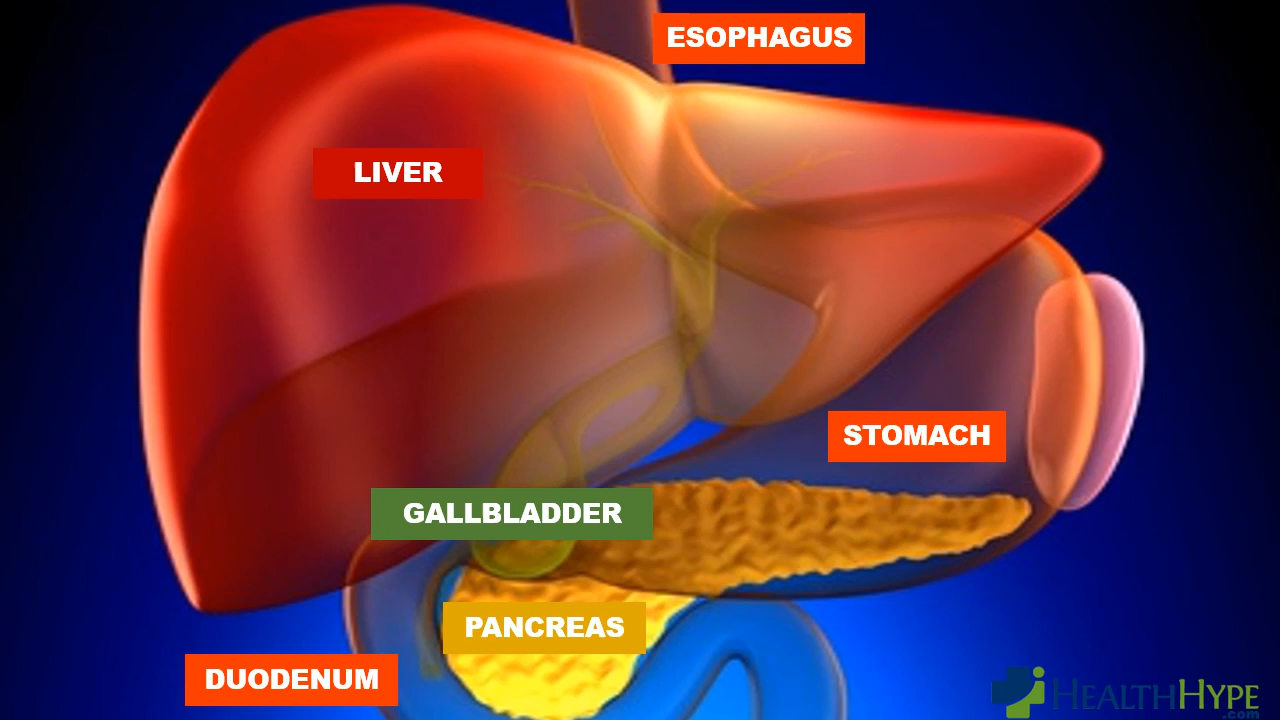 ESOPHAGUS
LIVER
STOMACH
GALLBLADDER
PANCREAS
DUODENUM
HEALTHHYPE
.com